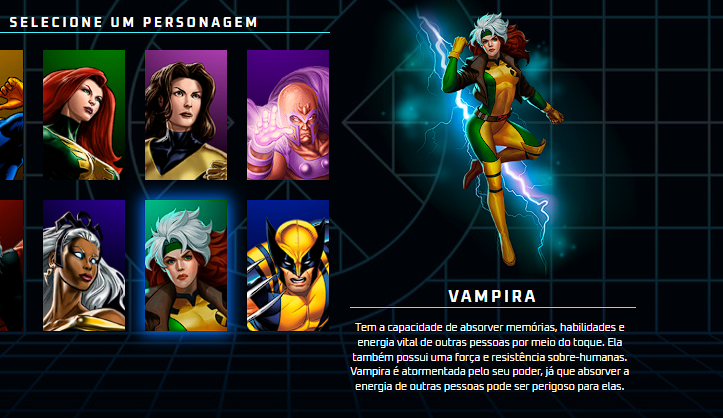 SELECIONE UM PERSONAGEM
VAMPIRA
Tem a capacidade de absorver memórias, habilidades e
energia vital de outras pessoas por meio do toque. Ela
também possui uma força e resistência sobre-humanas.
Vampira é atormentada pelo seu poder, já que absorver a
energia de outras pessoas pode ser perigoso para elas.